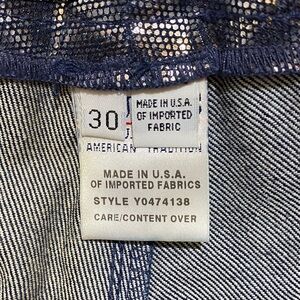 30
MADE IN U.S.A.
OF IMPORTED
FABRIC
AMERICAN TRADITION
MADE IN U.S.A.
OF IMPORTED FABRICS
STYLE Y0474138
CARE/CONTENT OVER